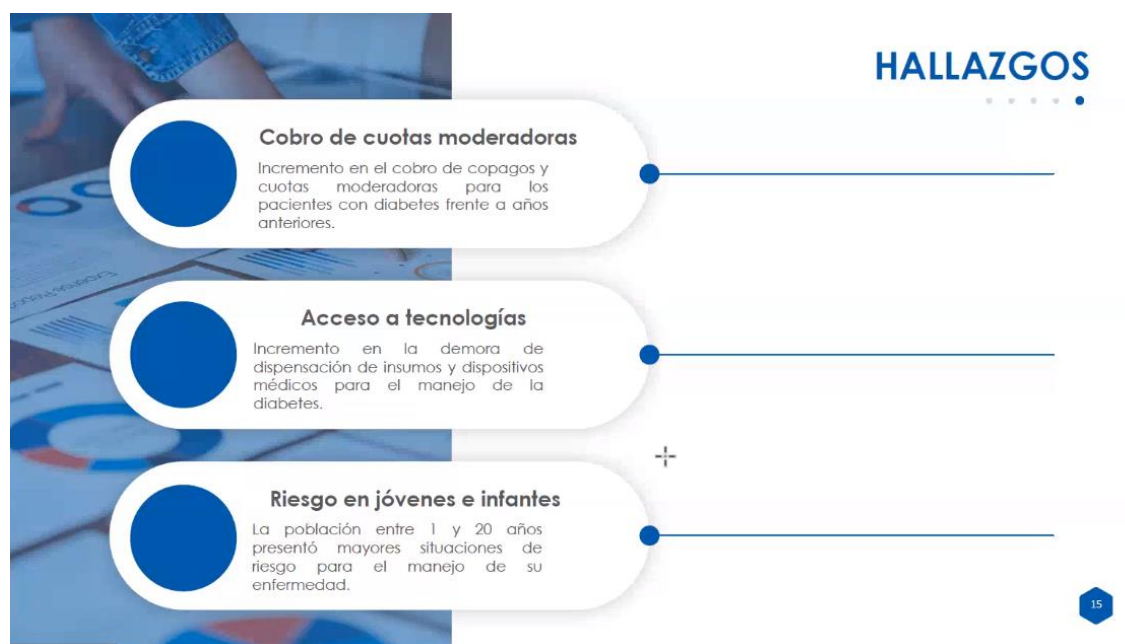 HALLAZGOS
Cobro de cuotas moderadoras
Incremento en el cobro de copagos y
cuotas moderadoras para los
pacientes con diabetes frente a años
anteriores.
Acceso a tecnologías
Incremento en la demora de
dispensación de insumos y dispositivos
médicos para el manejo de la
diabetes.
Riesgo en jóvenes e infantes
La población entre 1 y 20 años
presentó mayores situaciones de
riesgo para el manejo de su
enfermedad.
15